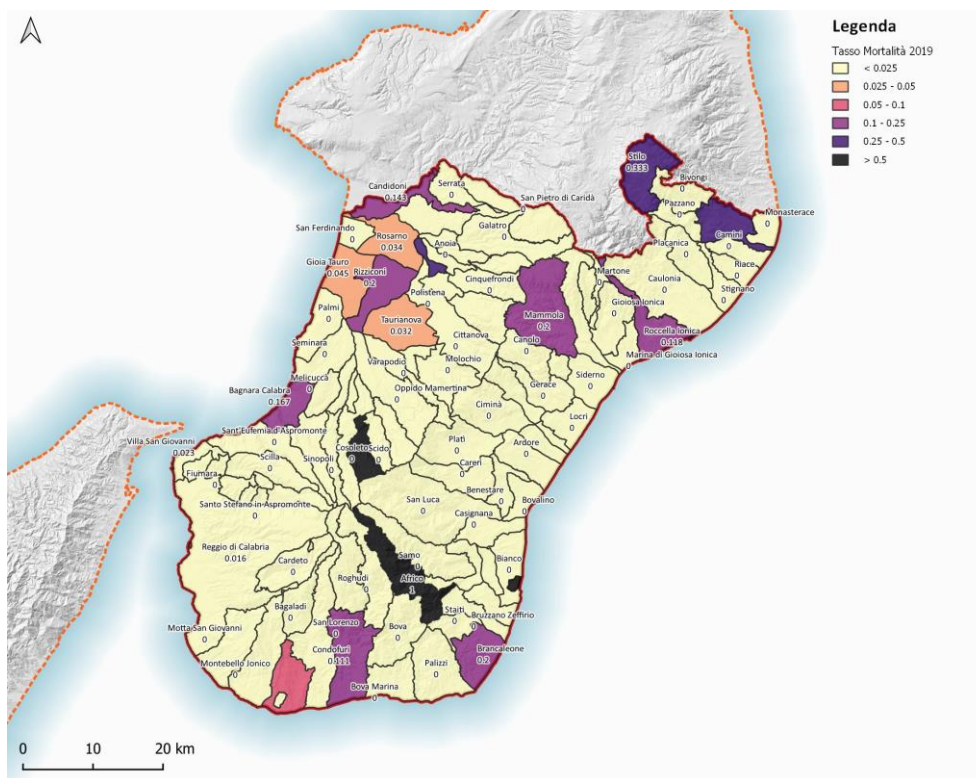 Legenda
Tasso Mortalità 2019
< 0.025
0.025 - 0.05
0.05 - 0.1
0.1 - 0.25
0.25 - 0.5
> 0.5
Stilo
0.333
Bivongi
0
Candidoni
0.143
Serrata
0
San Pietro di Caridà
0
Pazzano
0
Monasterace
0
San Ferdinando
0
Rosarno
0.034
Anoia
0
Galatro
0
Camini
0
Placanica
0
Riace
0
Gioia Tauro
0.045
Rizziconi
0.2
Polistena
0
Cinquefrondi
0
Martone
0
Caulonia
0
Stignano
0
Gioiosa Ionica
0
Palmi
0
Taurianova
0.032
Mammola
0.2
Roccella Ionica
0.118
Cittanova
0
Canolo
0
Marina di Gioiosa Ionica
0
Seminara
0
Varapodio
0
Molochio
0
Siderno
0
Melicucca
0
Oppido Mamertina
0
Gerace
0
Bagnara Calabra
0.167
Ciminà
0
Locri
0
Sant'Eufemia d'Aspromonte
0
Villa San Giovanni
0.023
Scilla
0
Sinopoli
0
Cosoleto
0
Scido
0
Platì
0
Ardore
0
Careri
0
Fiumara
0
Santo Stefano in Aspromonte
0
San Luca
0
Benestare
0
Bovalino
0
Casignana
0
Reggio di Calabria
0.016
Cardeto
0
Samo
0
Bianco
0
Roghudi
0
Africo
1
Bagaladi
0
San Lorenzo
0
Staiti
0
Bruzzano Zeffirio
0
Motta San Giovanni
0
Bova
0
Montebello Jonico
0
Condofuri
0.111
Palizzi
0
Brancaleone
0.2
Bova Marina
0
0 10 20 km